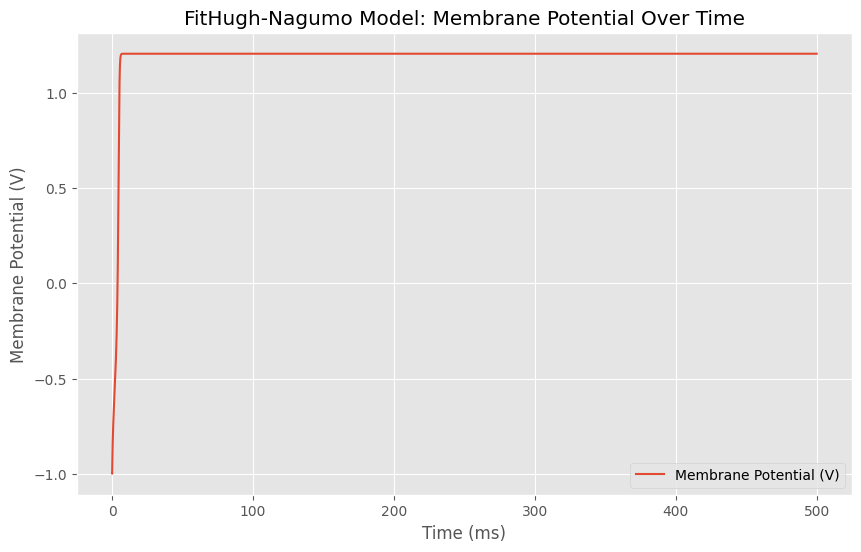 FitHugh-Nagumo Model: Membrane Potential Over Time
Membrane Potential (V)
1.0
0.5
0.0
−0.5
−1.0
0
100
200
300
400
500
Time (ms)
Membrane Potential (V)